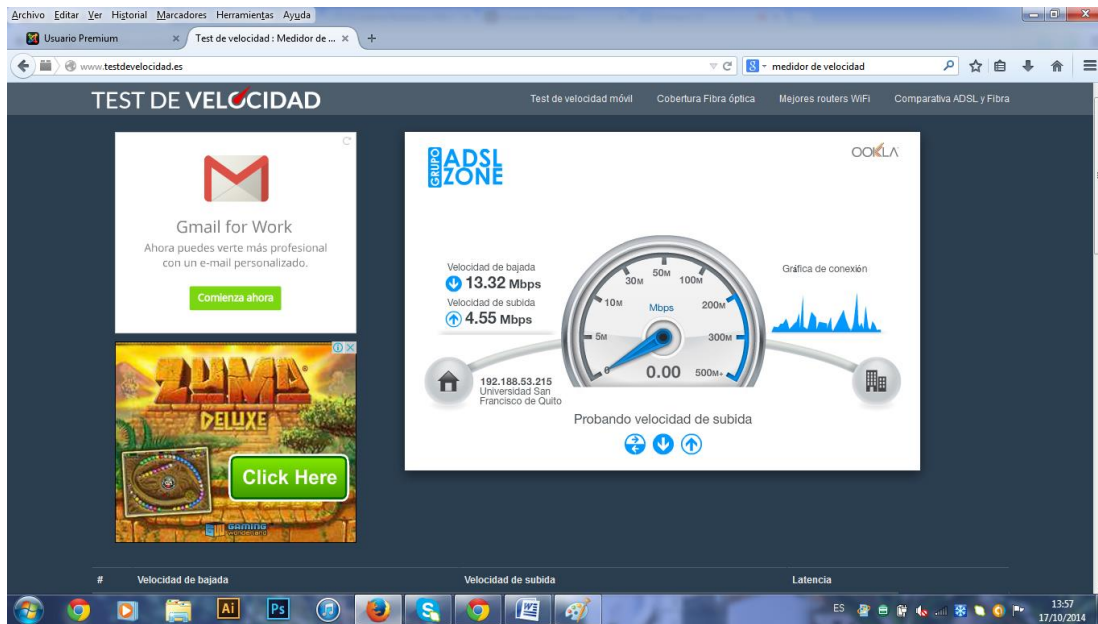 Archivo Editar Ver Historial Marcadores Herramientas Ayuda
Usuario Premium × Test de velocidad : Medidor de ... × +
www.testdevelocidad.es
medidor de velocidad
TEST DE VELOCIDAD
Test de velocidad móvil Cobertura Fibra óptica Mejores routers WiFi Comparativa ADSL y Fibra
Gmail for Work
Ahora puedes verte más profesional
con un e-mail personalizado.
Comienza ahora
ZUMA
DELUXE
Click Here
GAMING
wonderland
GRUPO
ADSL
ZONE
OOKLA
Velocidad de bajada
13.32 Mbps
Velocidad de subida
4.55 Mbps
0
5M
10M
30M
50M
100M
200M
300M
500M+
Mbps
0.00
Gráfica de conexión
192.188.53.215
Universidad San
Francisco de Quito
Probando velocidad de subida
# Velocidad de bajada Velocidad de subida Latencia
Ai Ps S W
ES
13:57
17/10/2014